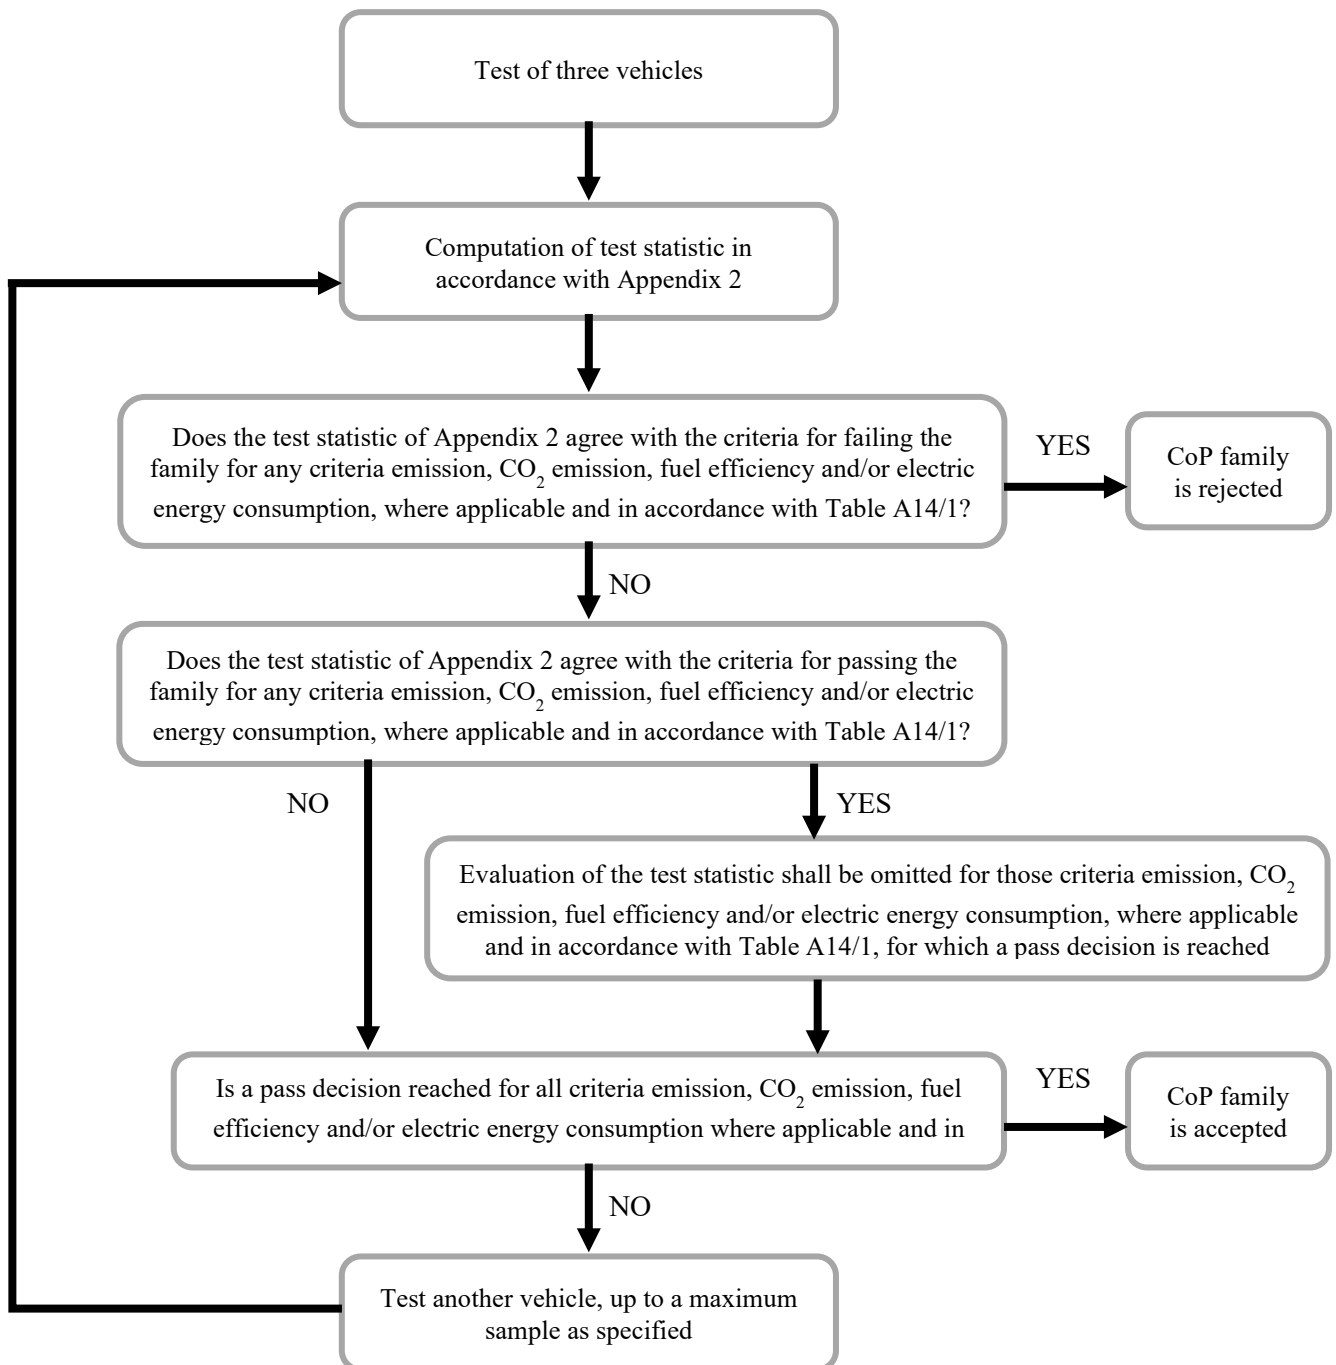 Test of three vehicles
Computation of test statistic in
accordance with Appendix 2
Does the test statistic of Appendix 2 agree with the criteria for failing the
family for any criteria emission, CO₂ emission, fuel efficiency and/or electric
energy consumption, where applicable and in accordance with Table A14/1?
YES
CoP family
is rejected
NO
Does the test statistic of Appendix 2 agree with the criteria for passing the
family for any criteria emission, CO₂ emission, fuel efficiency and/or electric
energy consumption, where applicable and in accordance with Table A14/1?
NO
YES
Evaluation of the test statistic shall be omitted for those criteria emission, CO₂
emission, fuel efficiency and/or electric energy consumption, where applicable
and in accordance with Table A14/1, for which a pass decision is reached
Is a pass decision reached for all criteria emission, CO₂ emission, fuel
efficiency and/or electric energy consumption where applicable and in
YES
CoP family
is accepted
NO
Test another vehicle, up to a maximum
sample as specified